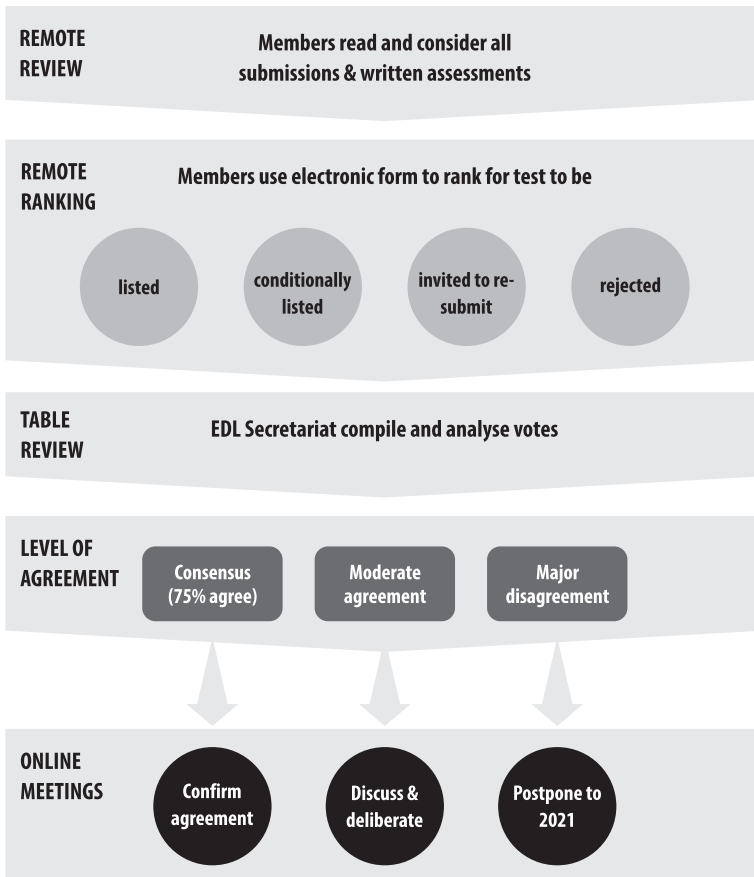 REMOTE
REVIEW
Members read and consider all
submissions & written assessments
REMOTE
RANKING
Members use electronic form to rank for test to be
listed
conditionally
listed
invited to re-
submit
rejected
TABLE
REVIEW
EDL Secretariat compile and analyse votes
LEVEL OF
AGREEMENT
Consensus
(75% agree)
Moderate
agreement
Major
disagreement
ONLINE
MEETINGS
Confirm
agreement
Discuss &
deliberate
Postpone to
2021